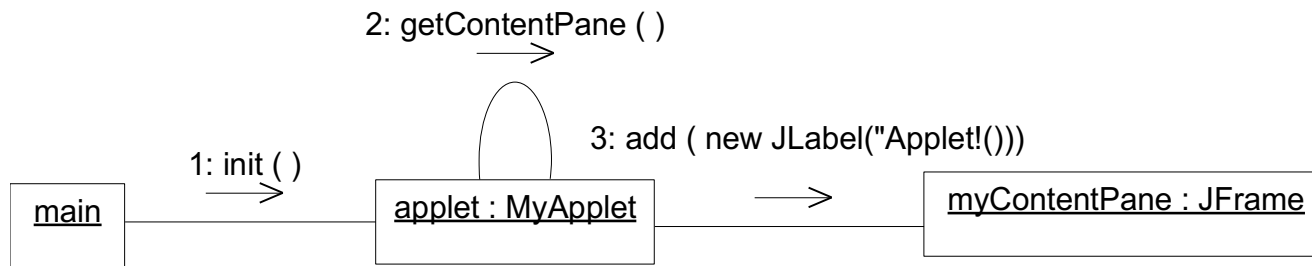 2: getContentPane ( )
1: init ( )
3: add ( new JLabel("Applet!()))
main
applet : MyApplet
myContentPane : JFrame